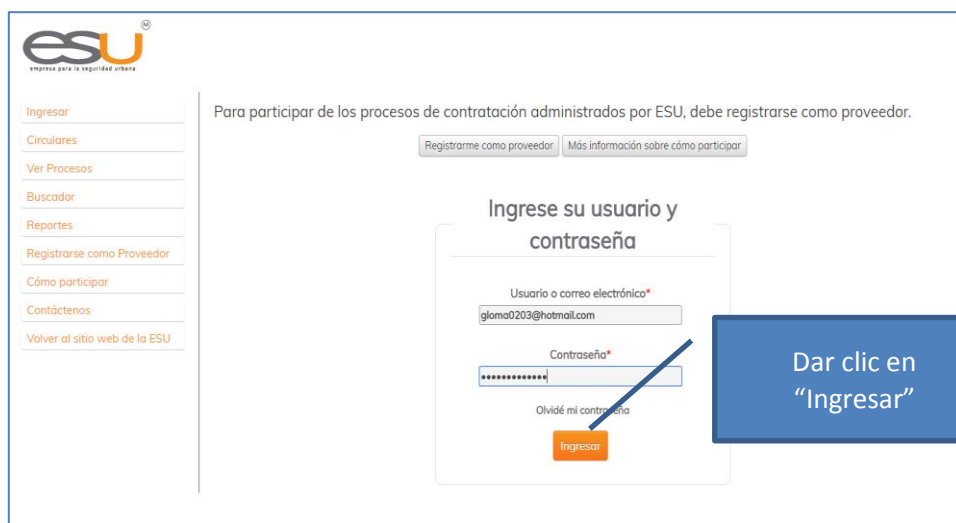 esu
M
empresa para la seguridad urbana
Ingresar
Circulares
Ver Procesos
Buscador
Reportes
Registrarse como Proveedor
Cómo participar
Contáctenos
Volver al sitio web de la ESU
Para participar de los procesos de contratación administrados por ESU, debe registrarse como proveedor.
Registrarme como proveedor
Más información sobre cómo participar
Ingrese su usuario y
contraseña
Usuario o correo electrónico*
gloma0203@hotmail.com
Contraseña*
•••••••••••••
Olvidé mi contraseña
Ingresar
Dar clic en
“Ingresar”